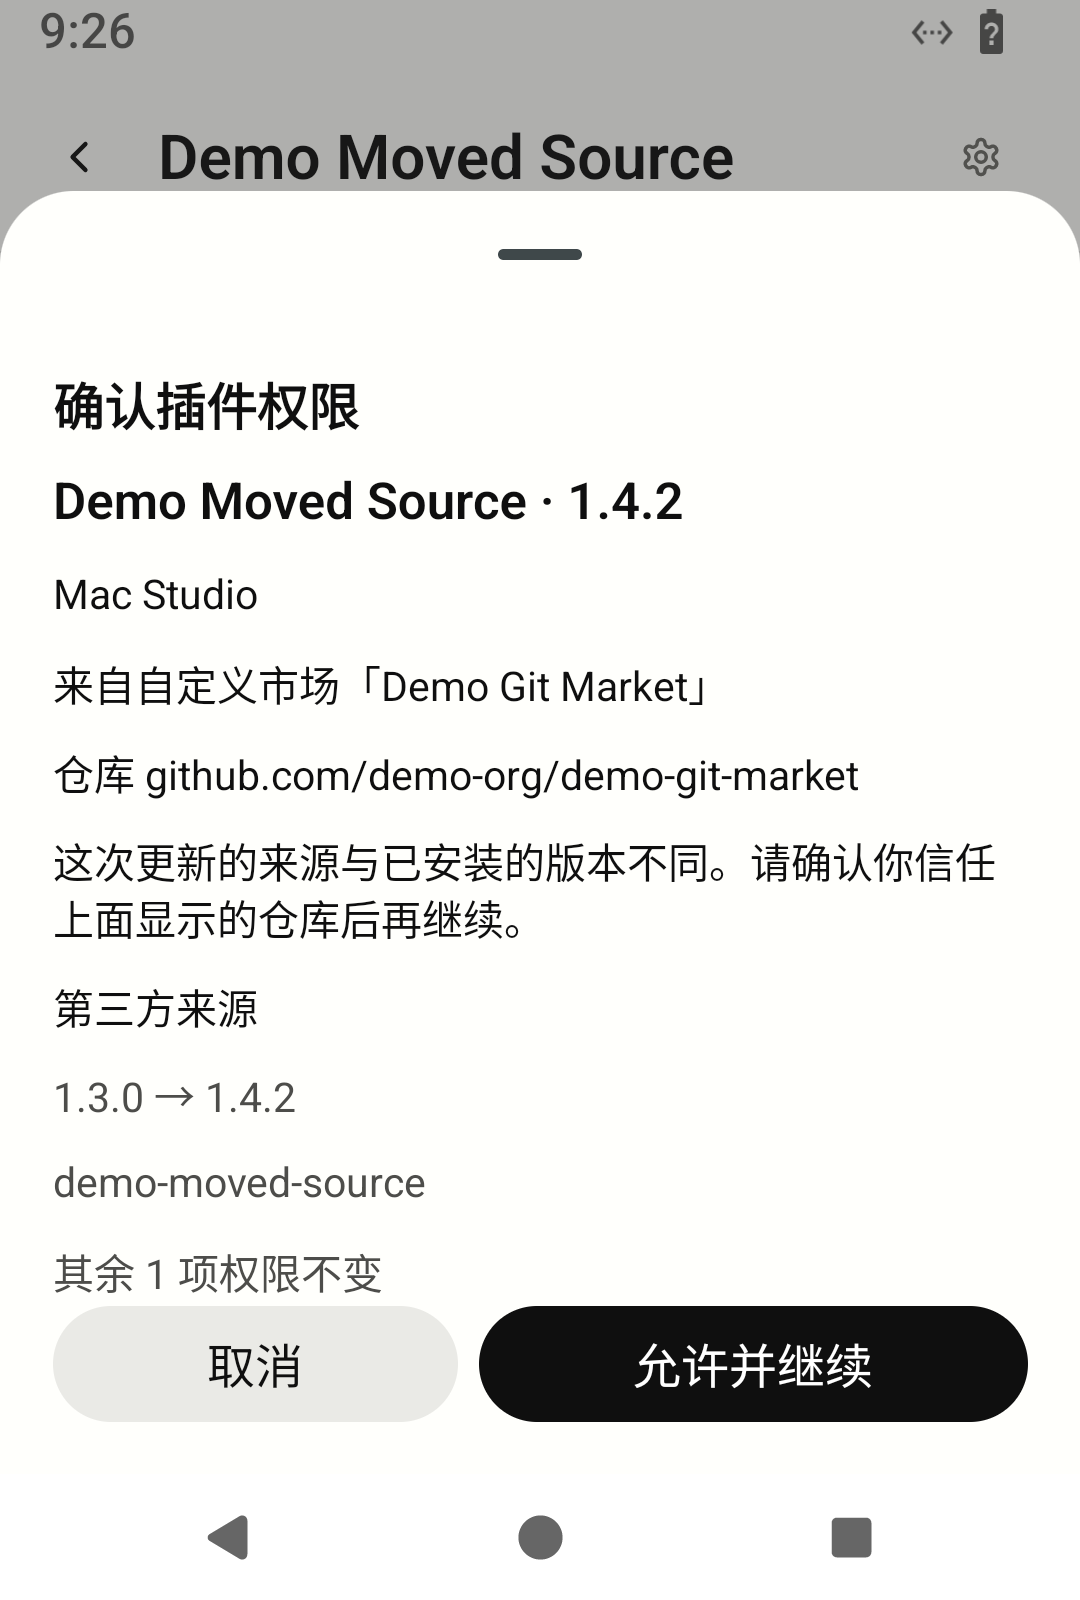 9:26
Demo Moved Source
确认插件权限
Demo Moved Source · 1.4.2
Mac Studio
来自自定义市场「Demo Git Market」
仓库 github.com/demo-org/demo-git-market
这次更新的来源与已安装的版本不同。请确认你信任
上面显示的仓库后再继续。
第三方来源
1.3.0 → 1.4.2
demo-moved-source
其余 1 项权限不变
取消
允许并继续